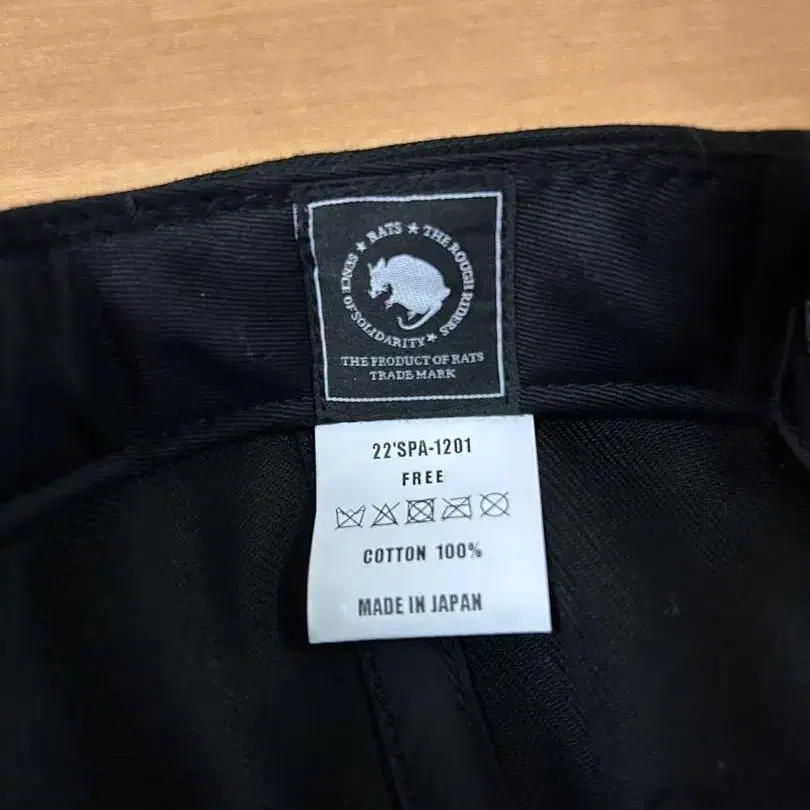 ★ RATS ★ THE ROUGH RIDERS ★ SENCE OF SOLIDARITY
THE PRODUCT OF RATS
TRADE MARK
22'SPA-1201
FREE
COTTON 100%
MADE IN JAPAN